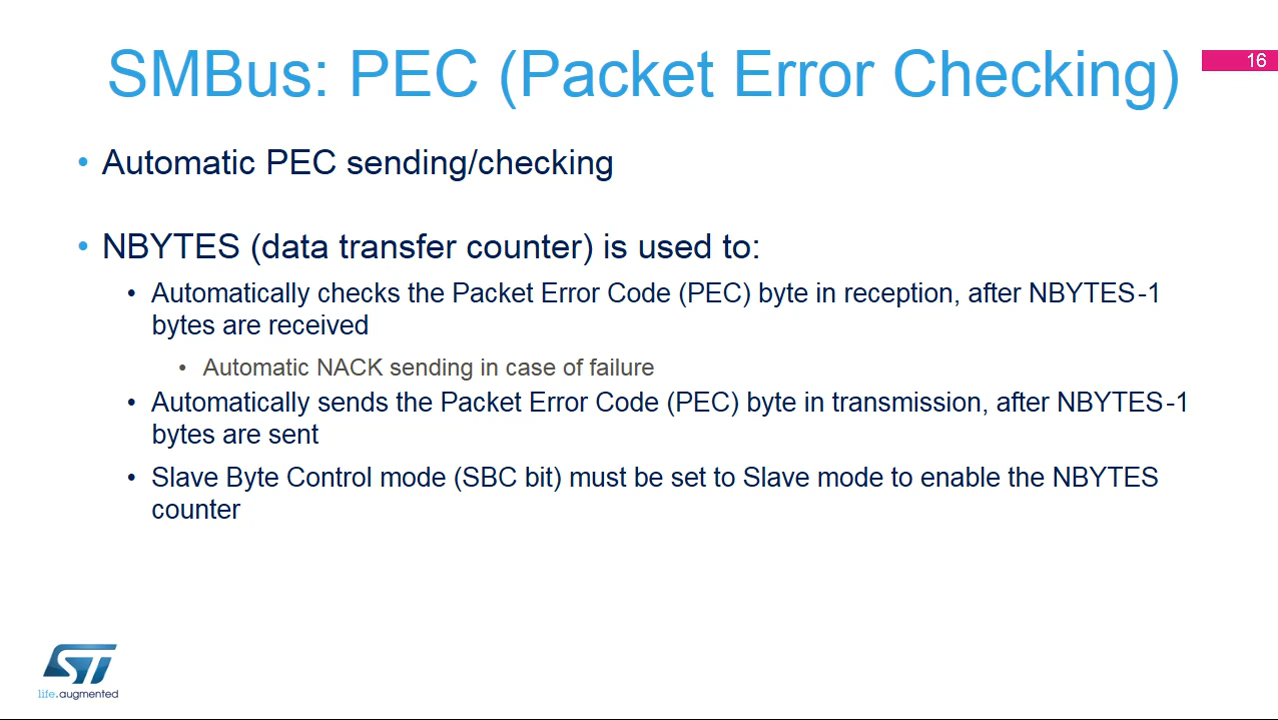 SMBus: PEC (Packet Error Checking)
16
• Automatic PEC sending/checking
• NBYTES (data transfer counter) is used to:
• Automatically checks the Packet Error Code (PEC) byte in reception, after NBYTES-1
bytes are received
• Automatic NACK sending in case of failure
• Automatically sends the Packet Error Code (PEC) byte in transmission, after NBYTES-1
bytes are sent
• Slave Byte Control mode (SBC bit) must be set to Slave mode to enable the NBYTES
counter
ST
life.augmented